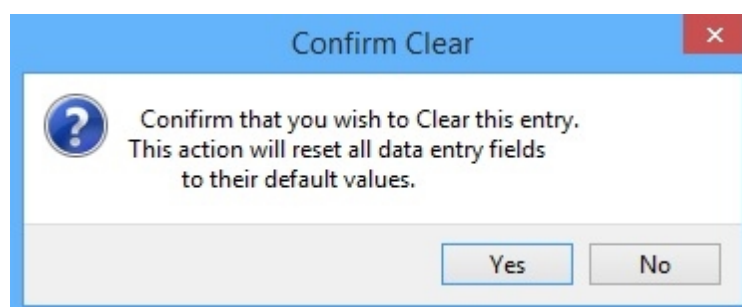 Confirm Clear
Conifirm that you wish to Clear this entry.
This action will reset all data entry fields
to their default values.
Yes No